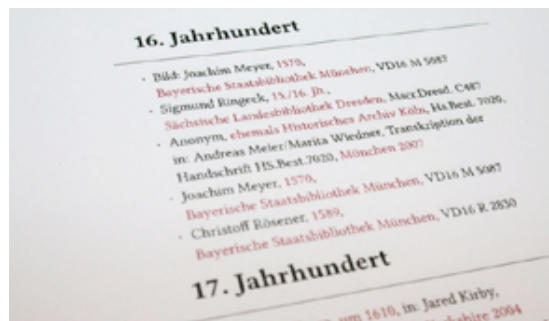 16. Jahrhundert
· Bild: Joachim Meyer, 1570,
Bayerische Staatsbibliothek München, VD16 M 5087
· Sigmund Ringeck, 15./16. Jh.,
Sächsische Landesbibliothek Dresden, Mscr.Dresd. C487
· Anonym, ehemals Historisches Archiv Köln, Hs.Best. 7020,
in: Andreas Meier/Marita Wiedner, Transkription der
Handschrift HS.Best.7020, München 2007
· Joachim Meyer, 1570,
Bayerische Staatsbibliothek München, VD16 M 5087
· Christoff Rösener, 1589,
Bayerische Staatsbibliothek München, VD16 R 2830
17. Jahrhundert
um 1610, in: Jared Kirby,
2004